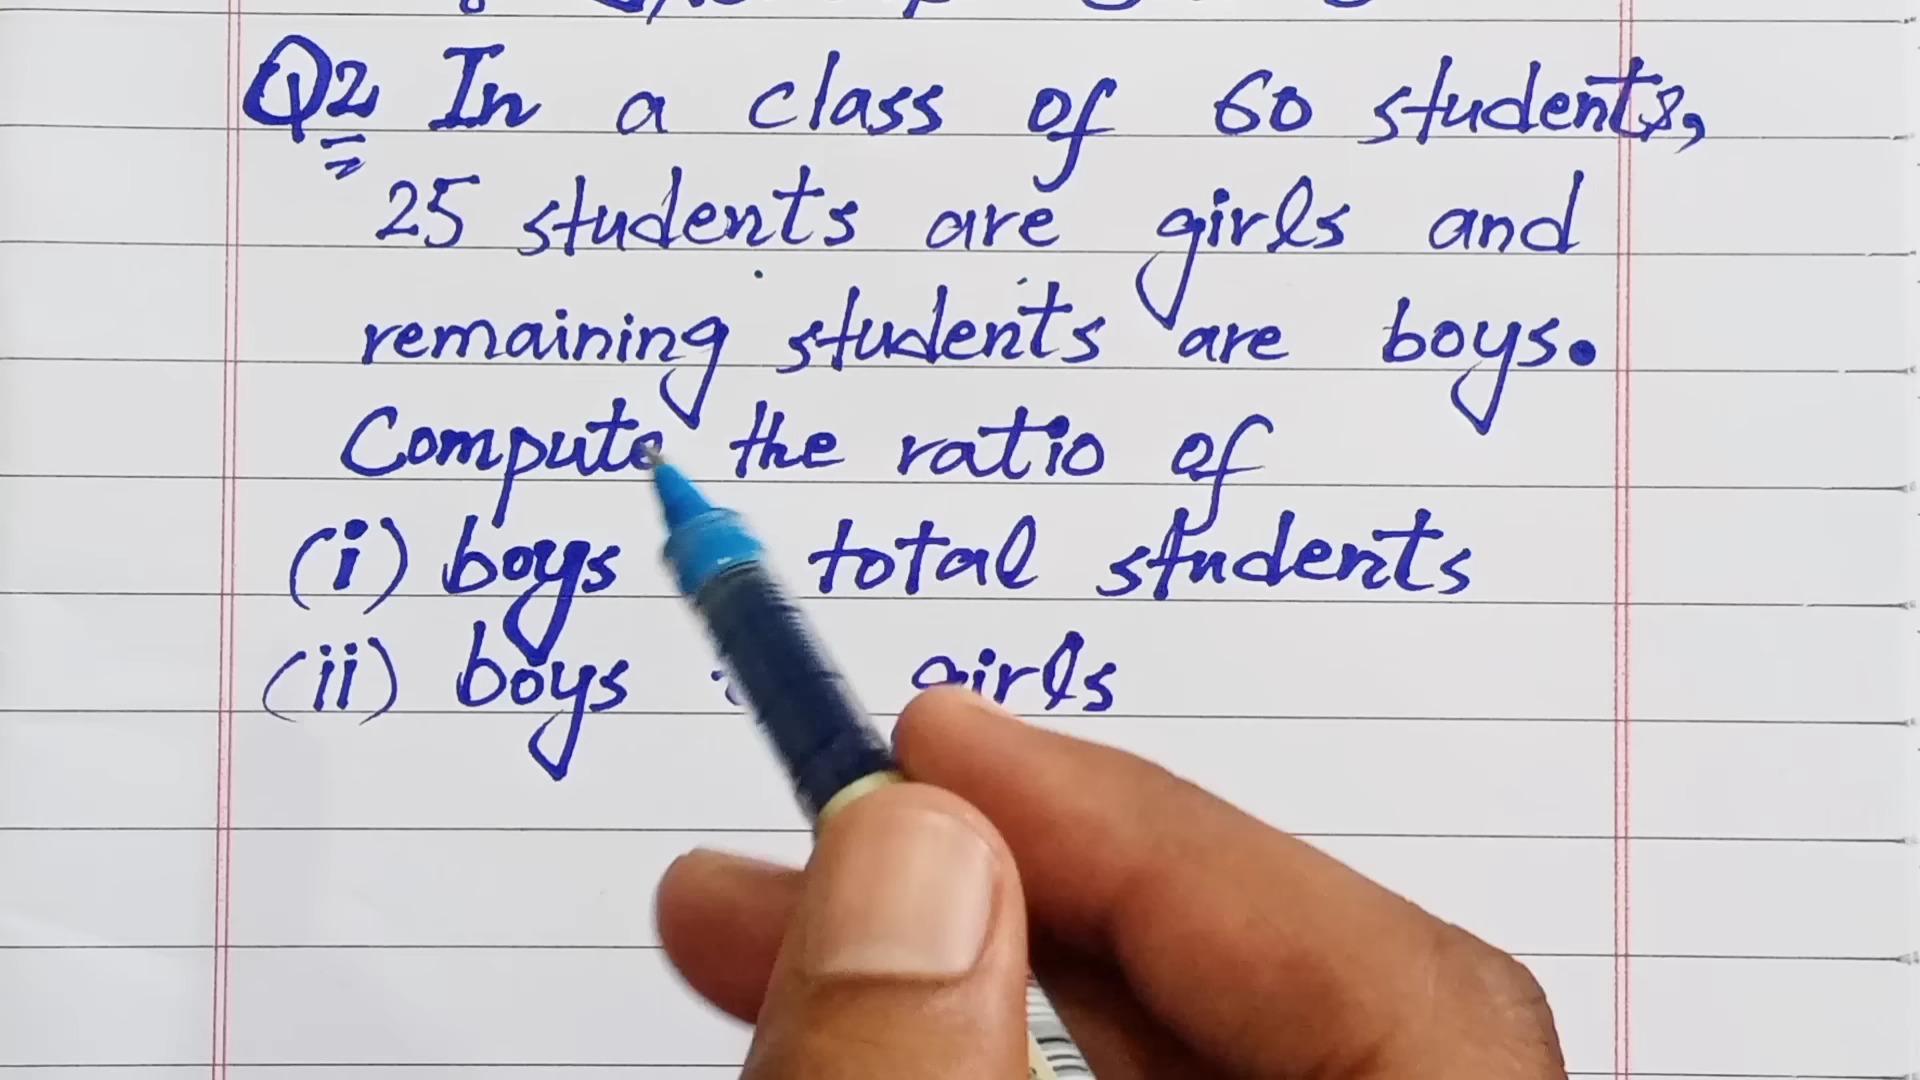 Q2 In a class of 60 students,
25 students are girls and
remaining students are boys.
Compute the ratio of
(i) boys total students
(ii) boys girls